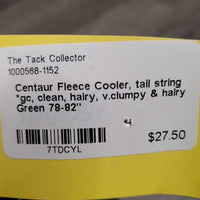 The Tack Collector
1000568-1152
Centaur Fleece Cooler, tail string
*gc, clean, hairy, v.clumpy & hairy
Green 78-82"
$27.50
7TDCYL